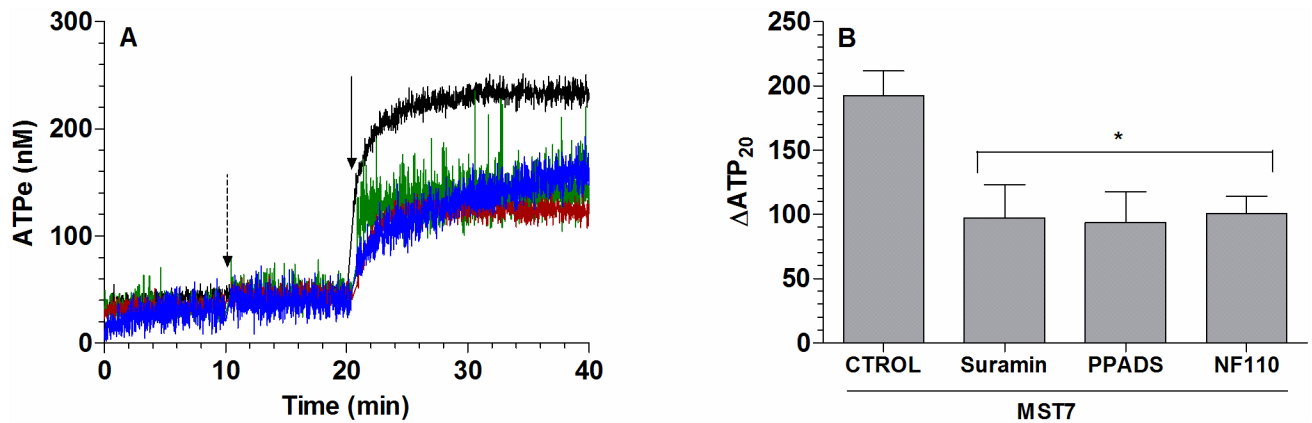 A
300
200
100
0
ATPe (nM)
0 10 20 30 40
Time (min)
B
250
200
150
100
50
0
ΔATP20
*
CTROL Suramin PPADS NF110
MST7